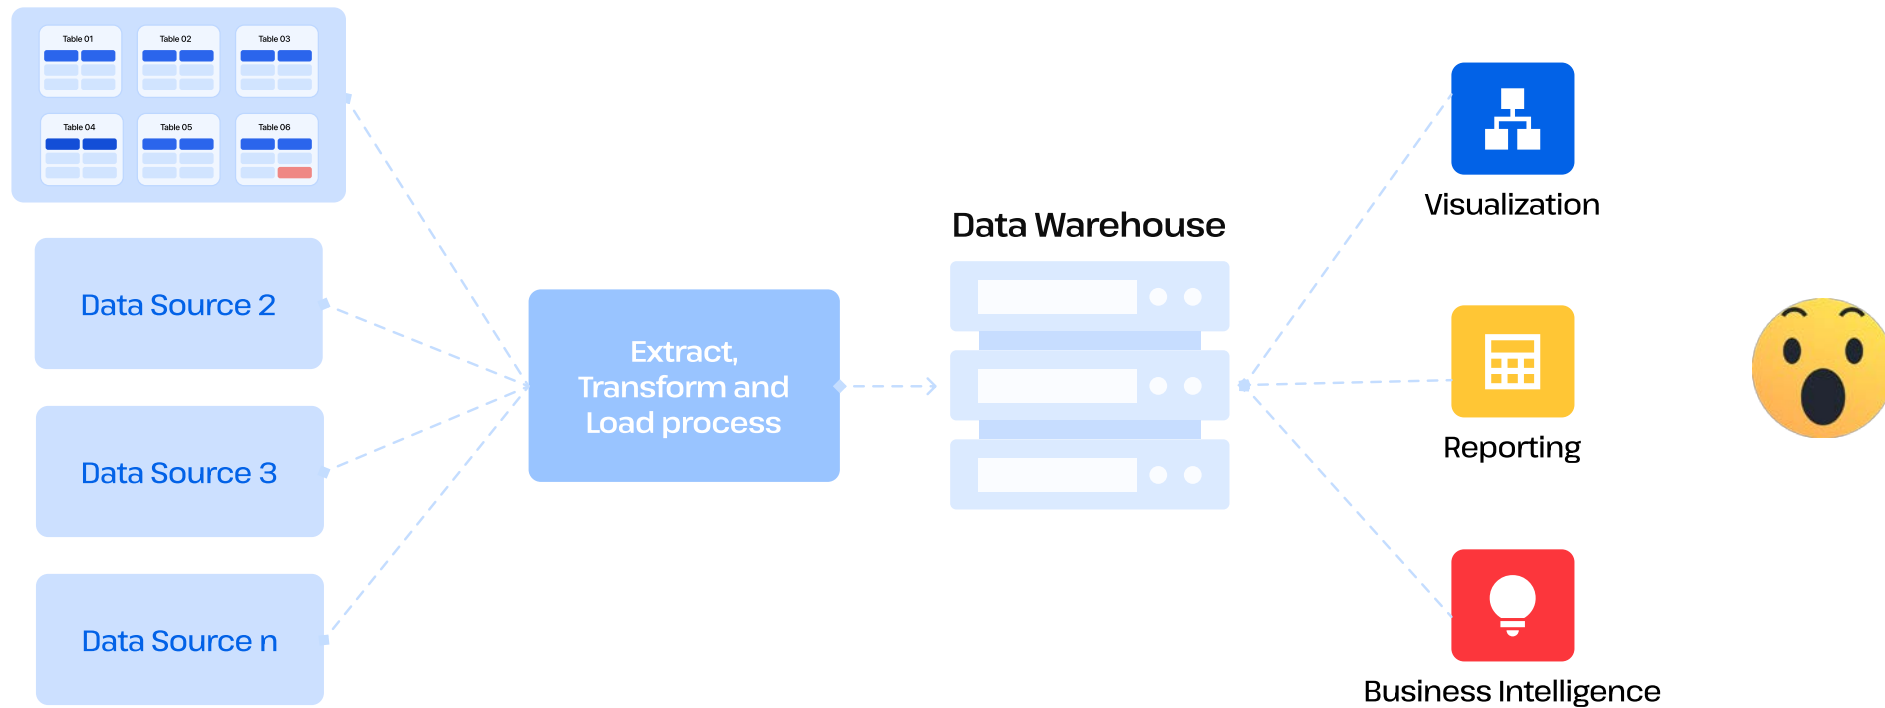 Table 01
Table 02
Table 03
Table 04
Table 05
Table 06
Data Source 2
Data Source 3
Data Source n
Extract,
Transform and
Load process
Data Warehouse
Visualization
Reporting
Business Intelligence